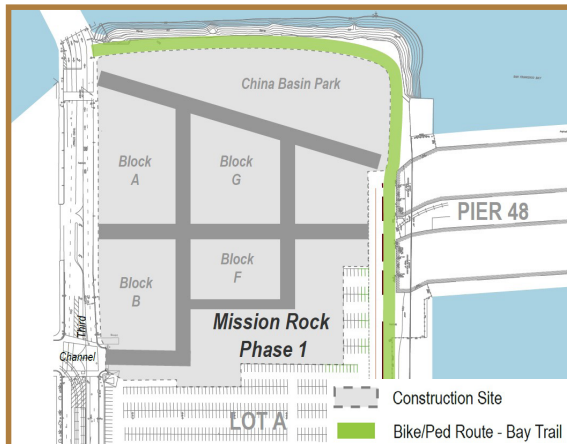 China Basin Park
Block
A
Block
G
PIER 48
Block
B
Block
F
Mission Rock
Phase 1
Third
Channel
LOT A
Construction Site
Bike/Ped Route - Bay Trail